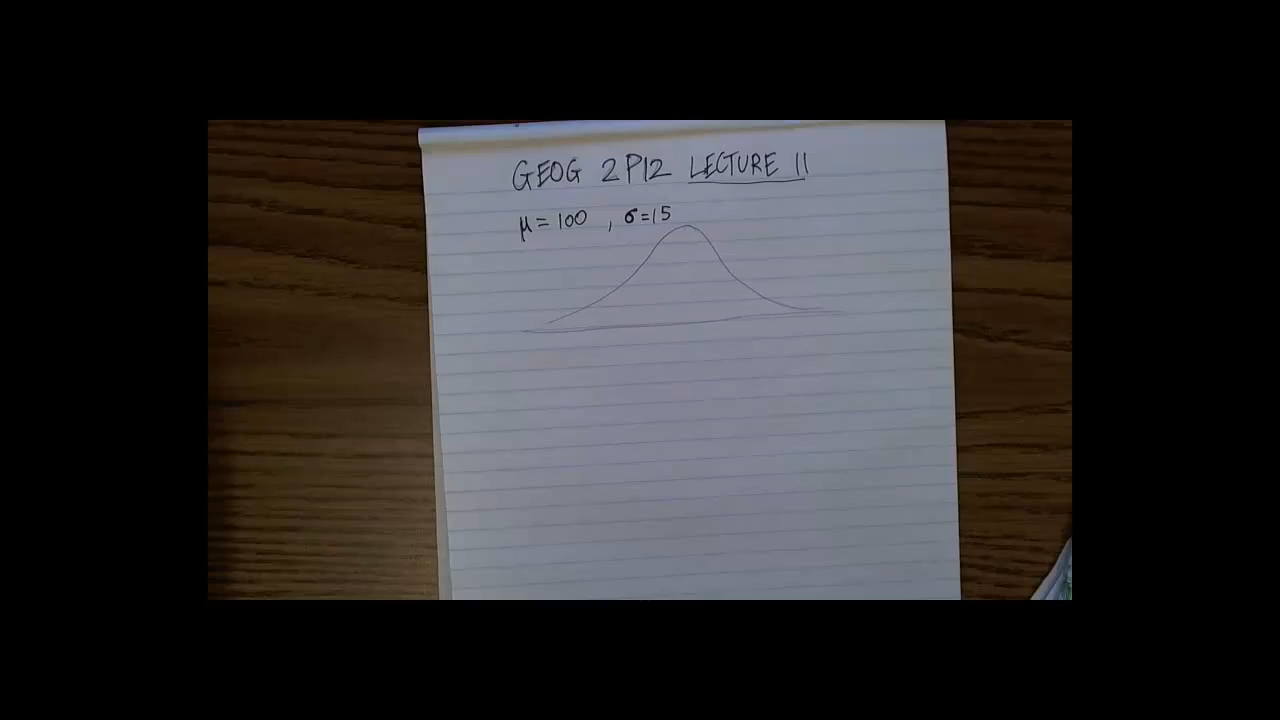 GEOG 2P12 LECTURE 11
μ = 100 , σ=15